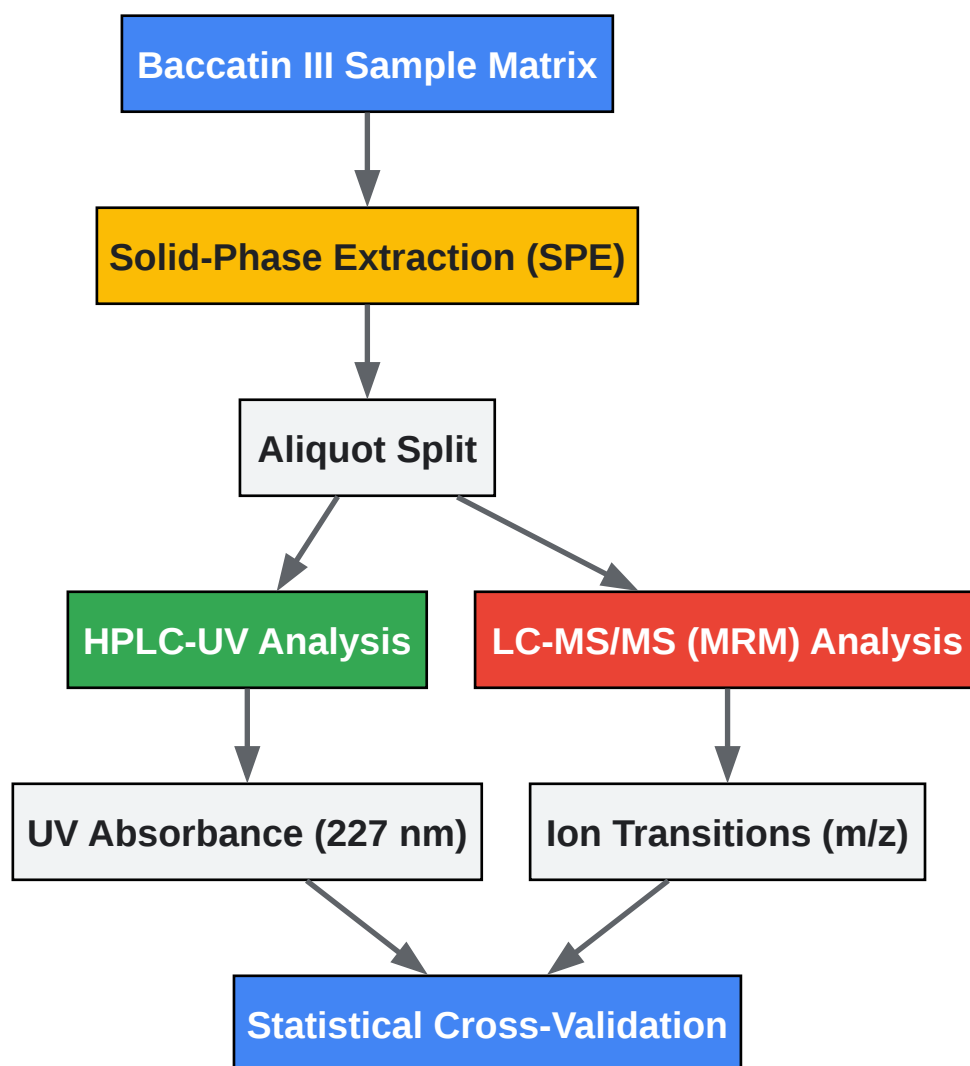 Baccatin III Sample Matrix
Solid-Phase Extraction (SPE)
Aliquot Split
HPLC-UV Analysis
LC-MS/MS (MRM) Analysis
UV Absorbance (227 nm)
Ion Transitions (m/z)
Statistical Cross-Validation